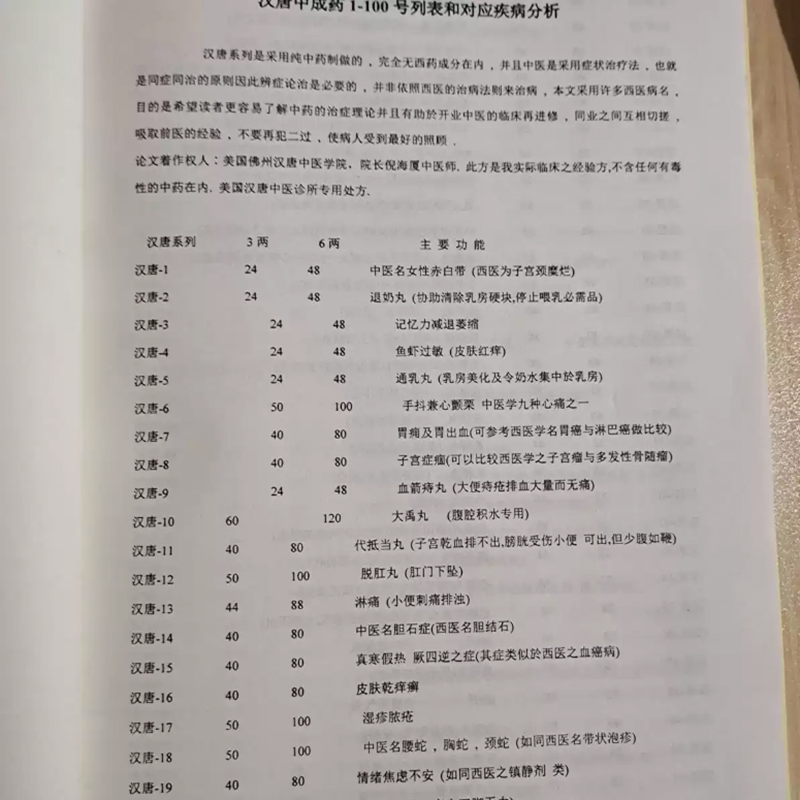 汉唐中成药1-100号列表和对应疾病分析
汉唐系列是采用纯中药制做的，完全无西药成分在内，并且中医是采用症状治疗法，也就
是同症同治的原则因此辨症论治是必要的，并非依照西医的治病法则来治病，本文采用许多西医病名，
目的是希望读者更容易了解中药的治症理论并且有助於开业中医的临床再进修，同业之间互相切搓，
吸取前医的经验，不要再犯二过，使病人受到最好的照顾．
论文着作权人：美国佛州汉唐中医学院，院长倪海厦中医师. 此方是我实际临床之经验方,不含任何有毒
性的中药在内. 美国汉唐中医诊所专用处方.
汉唐系列 3两 6两 主 要 功 能
汉唐-1 24 48 中医名女性赤白带 (西医为子宫颈糜烂)
汉唐-2 24 48 退奶丸 (协助清除乳房硬块,停止喂乳必需品)
汉唐-3 24 48 记忆力减退萎缩
汉唐-4 24 48 鱼虾过敏 (皮肤红痒)
汉唐-5 24 48 通乳丸 (乳房美化及令奶水集中於乳房)
汉唐-6 50 100 手抖兼心颤栗 中医学九种心痛之一
汉唐-7 40 80 胃痈及胃出血(可参考西医学名胃癌与淋巴癌做比较)
汉唐-8 40 80 子宫症痼(可以比较西医学之子宫瘤与多发性骨随瘤)
汉唐-9 24 48 血箭痔丸 (大便痔疮排血大量而无痛)
汉唐-10 60 120 大禹丸 (腹腔积水专用)
汉唐-11 40 80 代抵当丸 (子宫乾血排不出,膀胱受伤小便 可出,但少腹如鞕)
汉唐-12 50 100 脱肛丸 (肛门下坠)
汉唐-13 44 88 淋痛 (小便刺痛排浊)
汉唐-14 40 80 中医名胆石症(西医名胆结石)
汉唐-15 40 80 真寒假热 厥四逆之症(其症类似於西医之血癌病)
汉唐-16 40 80 皮肤乾痒癣
汉唐-17 50 100 湿疹脓疮
汉唐-18 50 100 中医名腰蛇，胸蛇，颈蛇 (如同西医名带状泡疹)
汉唐-19 40 80 情绪焦虑不安 (如同西医之镇静剂 类)